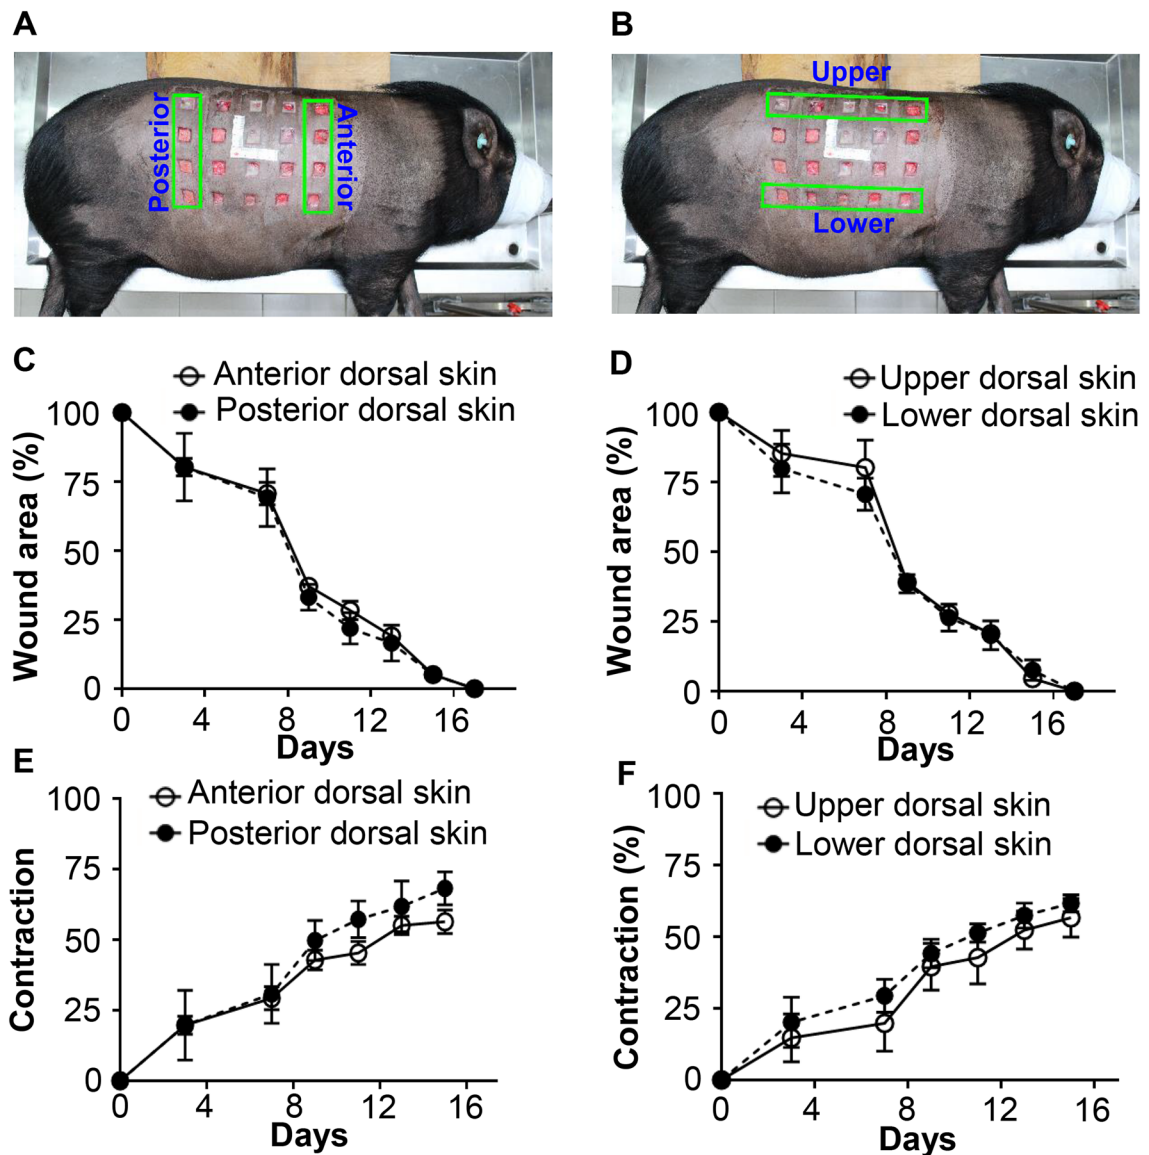 A
B
Posterior
Anterior
Upper
Lower
C
Anterior dorsal skin
Posterior dorsal skin
Wound area (%)
100
75
50
25
0
0 4 8 12 16
Days
D
Upper dorsal skin
Lower dorsal skin
Wound area (%)
100
75
50
25
0
0 4 8 12 16
Days
E
Anterior dorsal skin
Posterior dorsal skin
Contraction
100
75
50
25
0
0 4 8 12 16
Days
F
Upper dorsal skin
Lower dorsal skin
Contraction (%)
100
75
50
25
0
0 4 8 12 16
Days